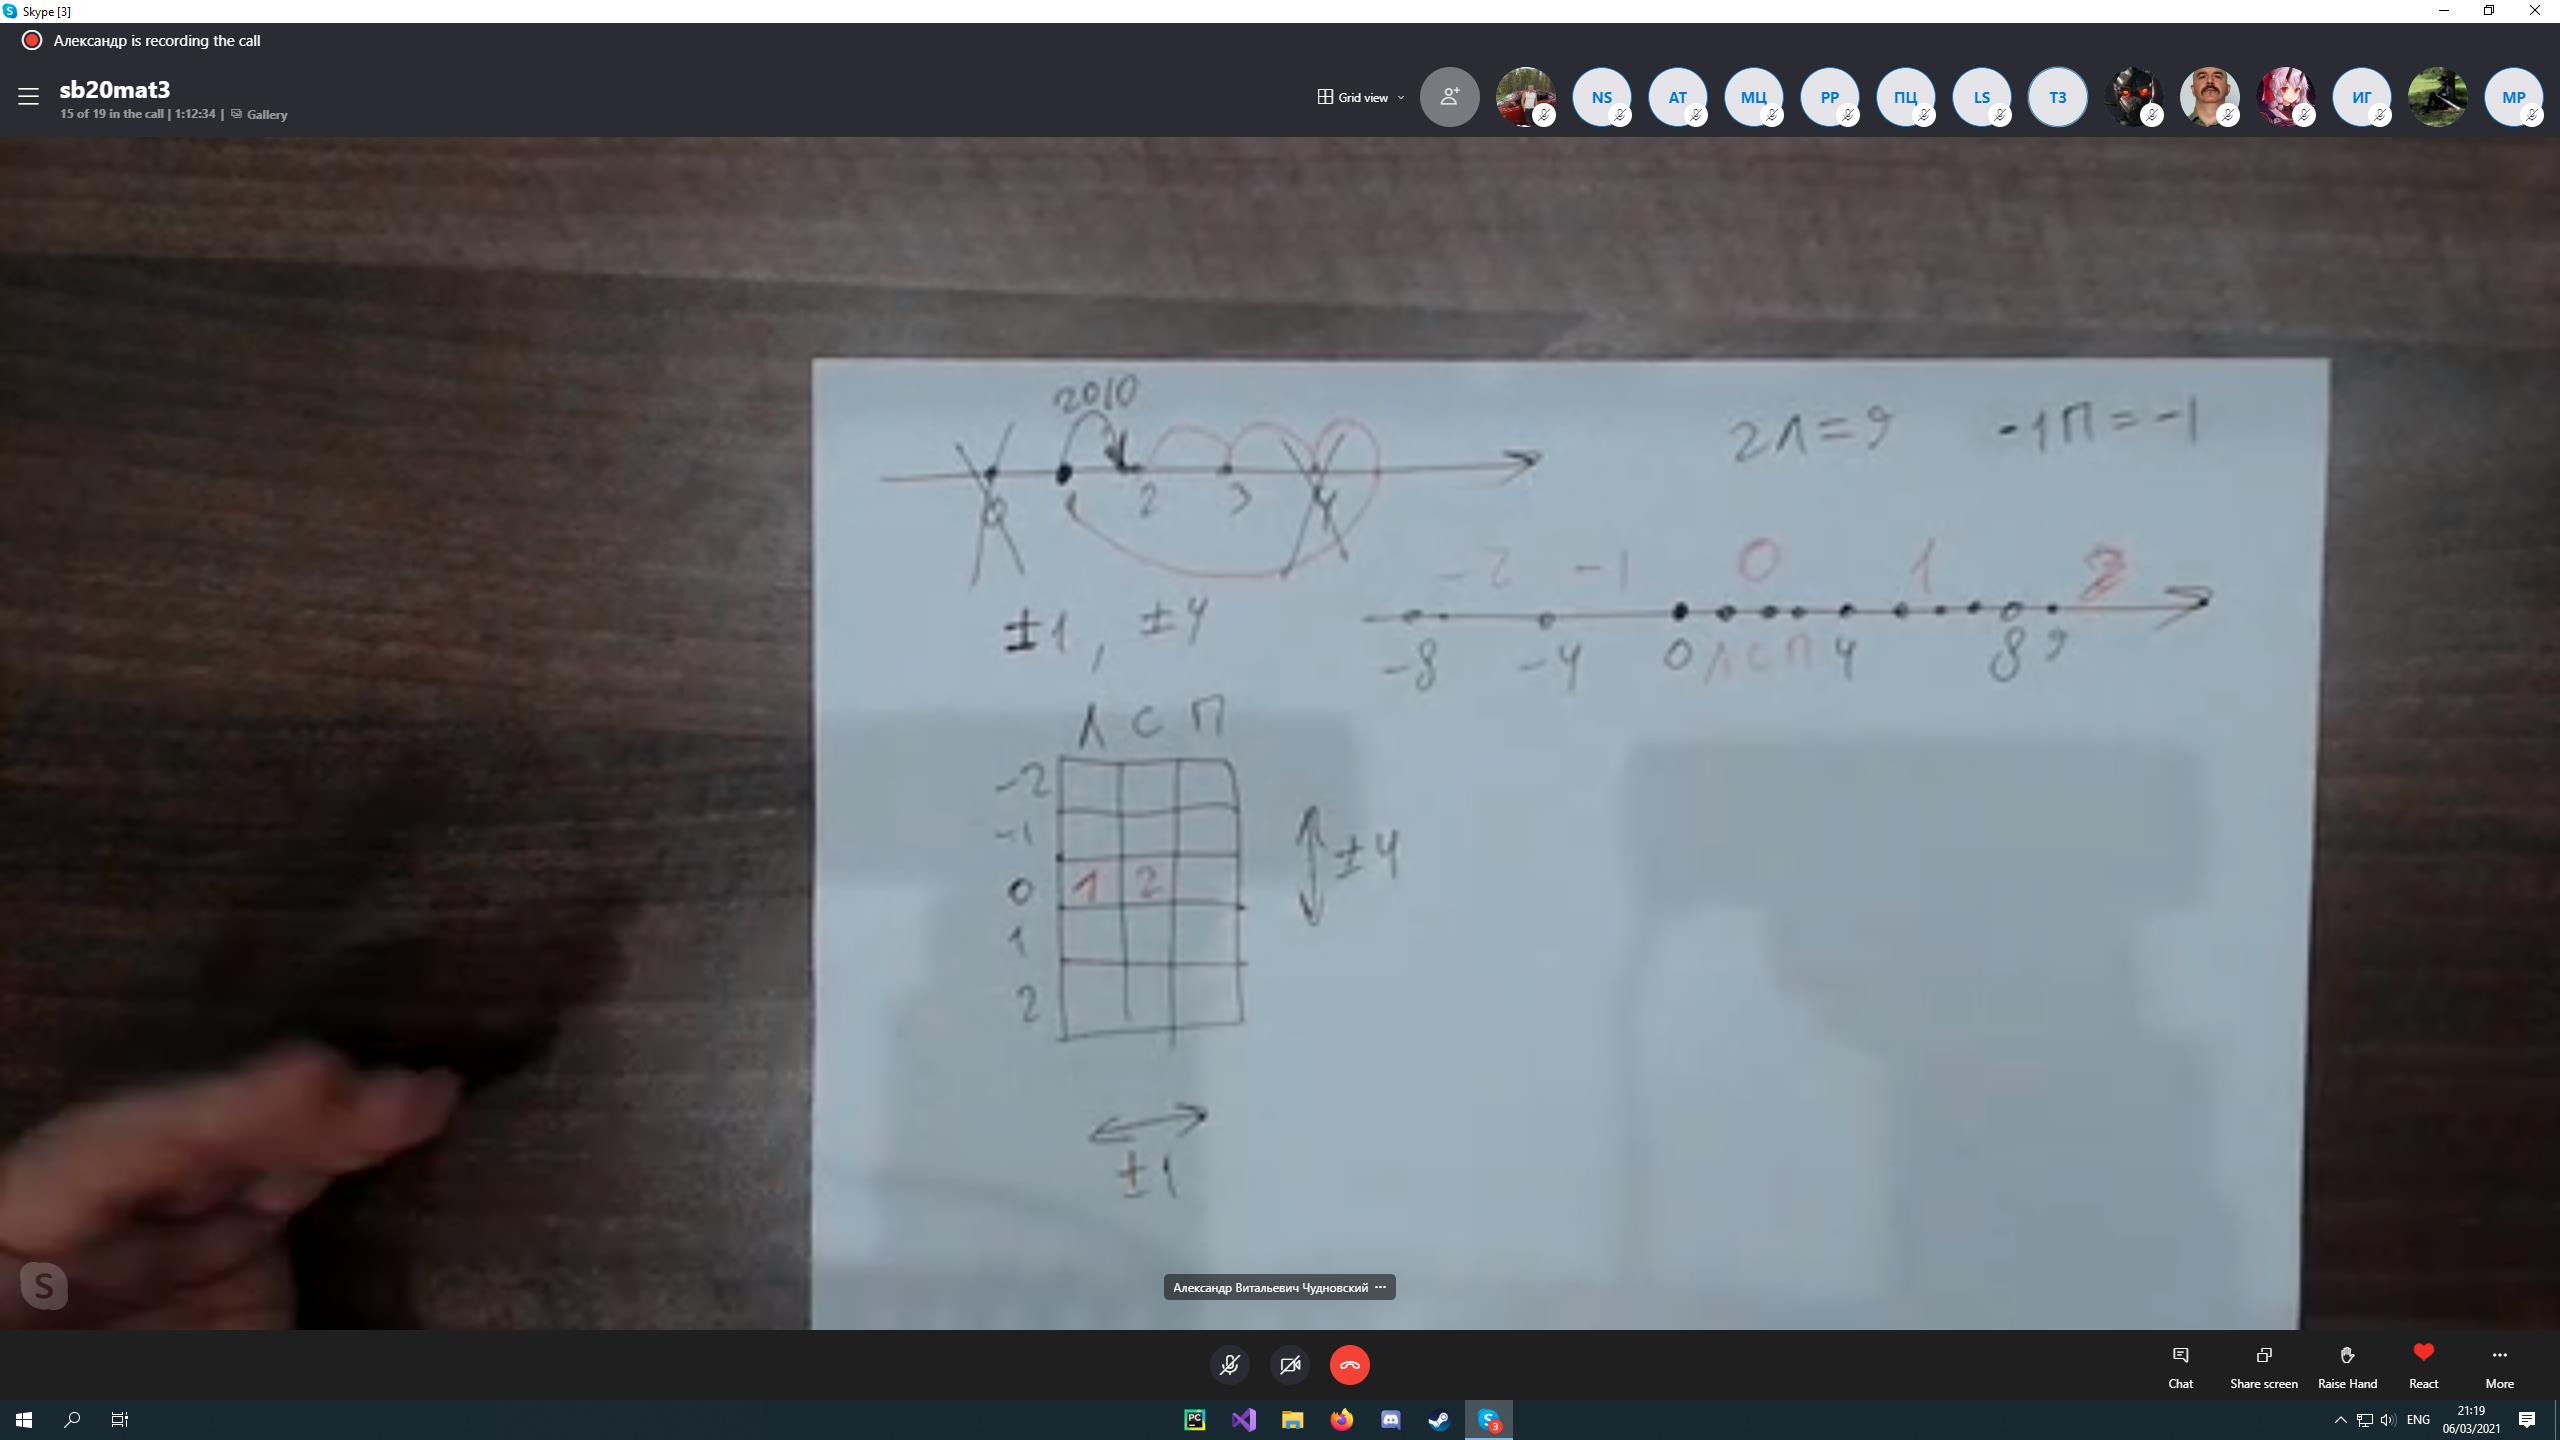 Skype [3]
Александр is recording the call
sb20mat3
15 of 19 in the call | 1:12:34 | Gallery
Grid view
NS
AT
МЦ
PP
ПЦ
LS
ТЗ
ИГ
MP
2010
2Л=9 -1П=-1
0 1 2 3 4
±1, ±4
-2 -1 0 1
-8 -4 0 Л С П 4 8 9
Л С П
-2
-1
0 1 2
1
2
±4
±1
Александр Витальевич Чудновский ...
Chat
Share screen
Raise Hand
React
More
PC
S 3
ENG
21:19
06/03/2021